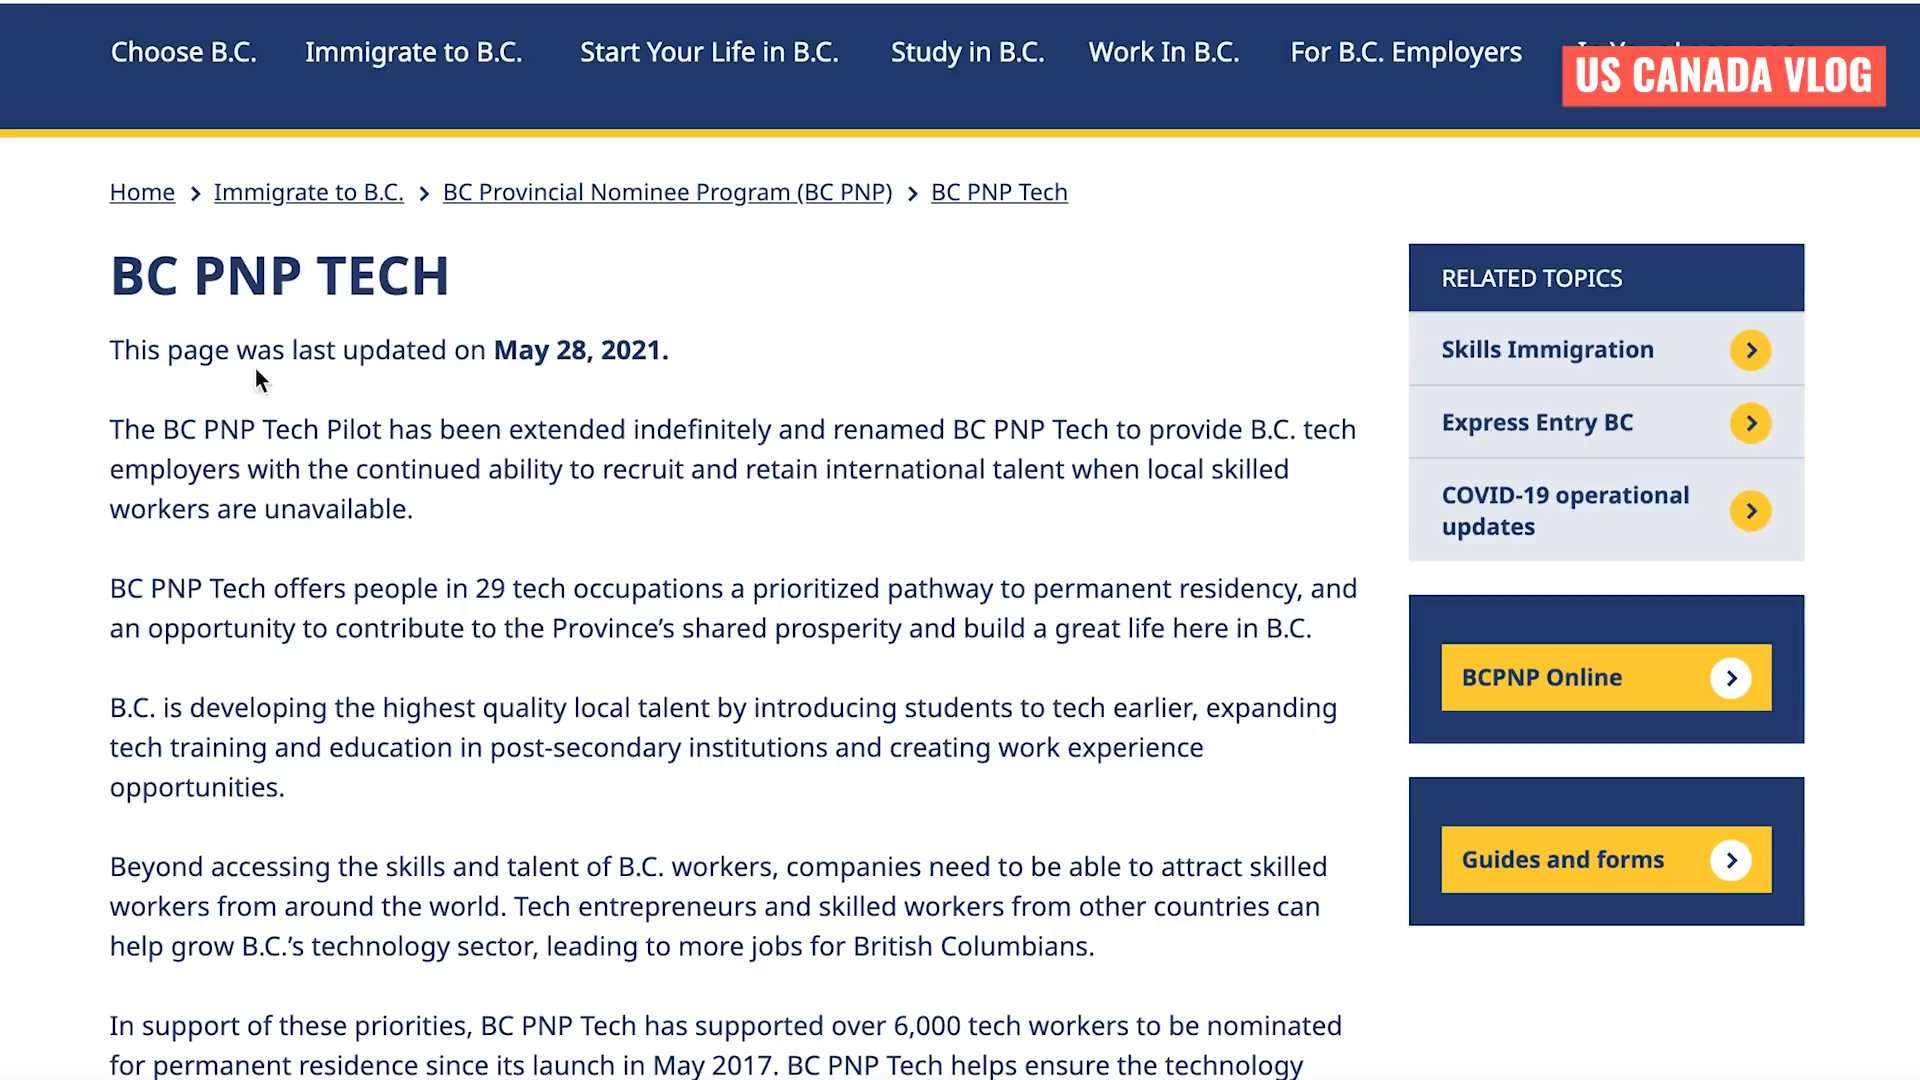 Choose B.C. Immigrate to B.C. Start Your Life in B.C. Study in B.C. Work In B.C. For B.C. Employers
US CANADA VLOG
Home > Immigrate to B.C. > BC Provincial Nominee Program (BC PNP) > BC PNP Tech
BC PNP TECH
This page was last updated on May 28, 2021.
The BC PNP Tech Pilot has been extended indefinitely and renamed BC PNP Tech to provide B.C. tech
employers with the continued ability to recruit and retain international talent when local skilled
workers are unavailable.
BC PNP Tech offers people in 29 tech occupations a prioritized pathway to permanent residency, and
an opportunity to contribute to the Province’s shared prosperity and build a great life here in B.C.
B.C. is developing the highest quality local talent by introducing students to tech earlier, expanding
tech training and education in post-secondary institutions and creating work experience
opportunities.
Beyond accessing the skills and talent of B.C. workers, companies need to be able to attract skilled
workers from around the world. Tech entrepreneurs and skilled workers from other countries can
help grow B.C.’s technology sector, leading to more jobs for British Columbians.
In support of these priorities, BC PNP Tech has supported over 6,000 tech workers to be nominated
for permanent residence since its launch in May 2017. BC PNP Tech helps ensure the technology
RELATED TOPICS
Skills Immigration
Express Entry BC
COVID-19 operational
updates
BCPNP Online
Guides and forms